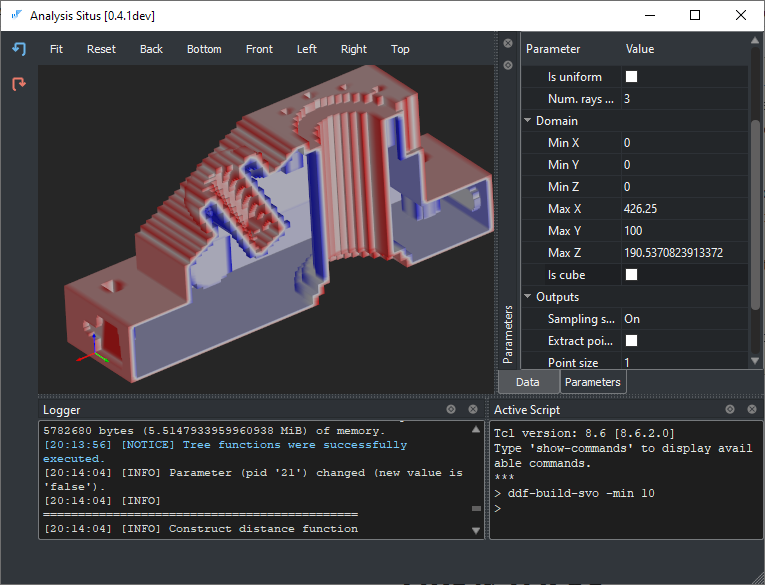 Analysis Situs [0.4.1dev]
Fit Reset Back Bottom Front Left Right Top
Parameter Value
Is uniform
Num. rays ... 3
Domain
Min X 0
Min Y 0
Min Z 0
Max X 426.25
Max Y 100
Max Z 190.5370823913372
Is cube
Outputs
Sampling s... On
Extract poi...
Point size 1
Parameters
Data Parameters
Logger
5782680 bytes (5.5147933959960938 MiB) of memory.
[20:13:56] [NOTICE] Tree functions were successfully
executed.
[20:14:04] [INFO] Parameter (pid '21') changed (new value is
'false').
[20:14:04] [INFO]
=============================================
[20:14:04] [INFO] Construct distance function
Active Script
Tcl version: 8.6 [8.6.2.0]
Type 'show-commands' to display avail
able commands.
***
> ddf-build-svo -min 10
>